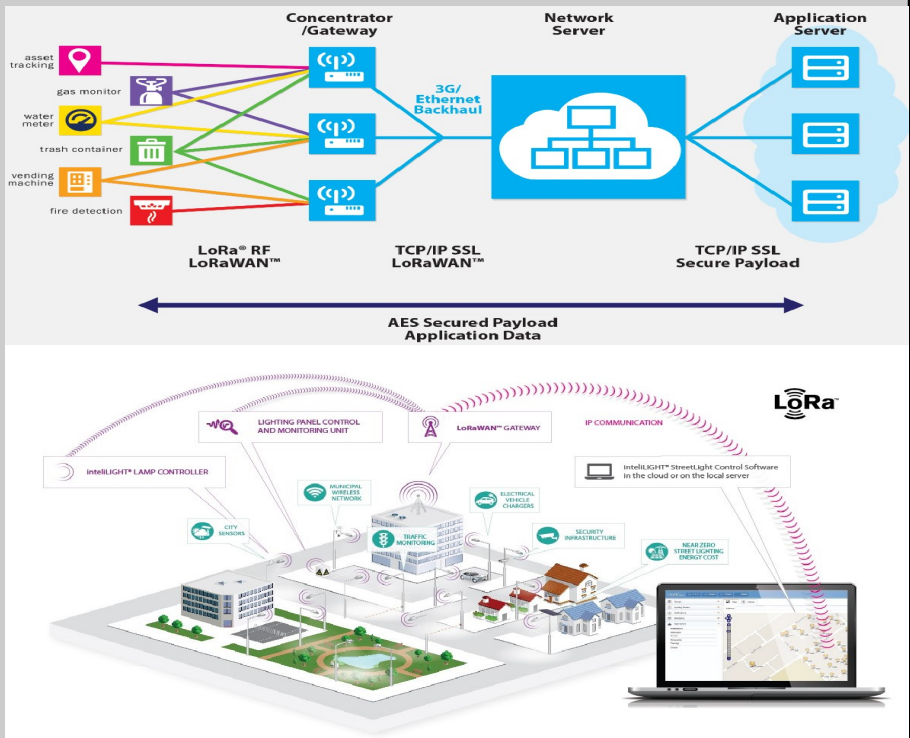 Concentrator
/Gateway
Network
Server
Application
Server
asset
tracking
gas monitor
water
meter
trash container
vending
machine
fire detection
3G/
Ethernet
Backhaul
LoRa® RF
LoRaWAN™
TCP/IP SSL
LoRaWAN™
TCP/IP SSL
Secure Payload
AES Secured Payload
Application Data
LoRa™
LIGHTING PANEL CONTROL
AND MONITORING UNIT
LoRaWAN™ GATEWAY
IP COMMUNICATION
inteliLIGHT® LAMP CONTROLLER
inteliLIGHT® StreetLight Control Software
in the cloud or on the local server
MUNICIPAL
WIRELESS
NETWORK
ELECTRICAL
VEHICLE
CHARGERS
CITY
SENSORS
TRAFFIC
MONITORING
SECURITY
INFRASTRUCTURE
NEAR ZERO
STREET LIGHTING
ENERGY COST